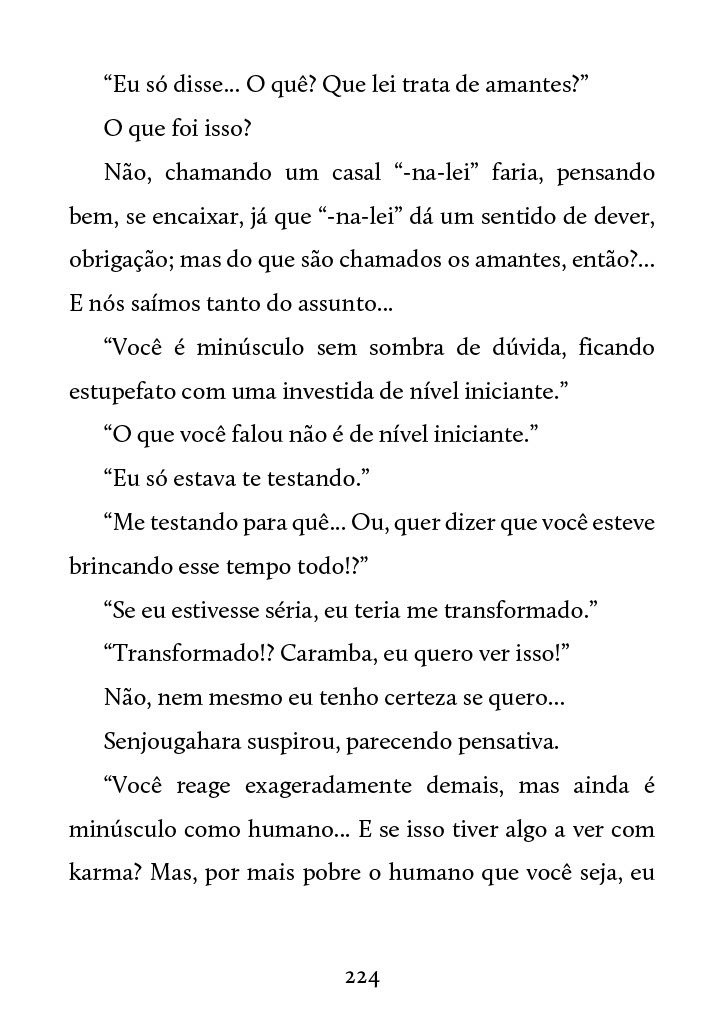 “Eu só disse... O quê? Que lei trata de amantes?”
O que foi isso?
Não, chamando um casal “-na-lei” faria, pensando
bem, se encaixar, já que “-na-lei” dá um sentido de dever,
obrigação; mas do que são chamados os amantes, então?...
E nós saímos tanto do assunto...
“Você é minúsculo sem sombra de dúvida, ficando
estupefato com uma investida de nível iniciante.”
“O que você falou não é de nível iniciante.”
“Eu só estava te testando.”
“Me testando para quê... Ou, quer dizer que você esteve
brincando esse tempo todo!?”
“Se eu estivesse séria, eu teria me transformado.”
“Transformado!? Caramba, eu quero ver isso!”
Não, nem mesmo eu tenho certeza se quero...
Senjougahara suspirou, parecendo pensativa.
“Você reage exageradamente demais, mas ainda é
minúsculo como humano... E se isso tiver algo a ver com
karma? Mas, por mais pobre o humano que você seja, eu
224